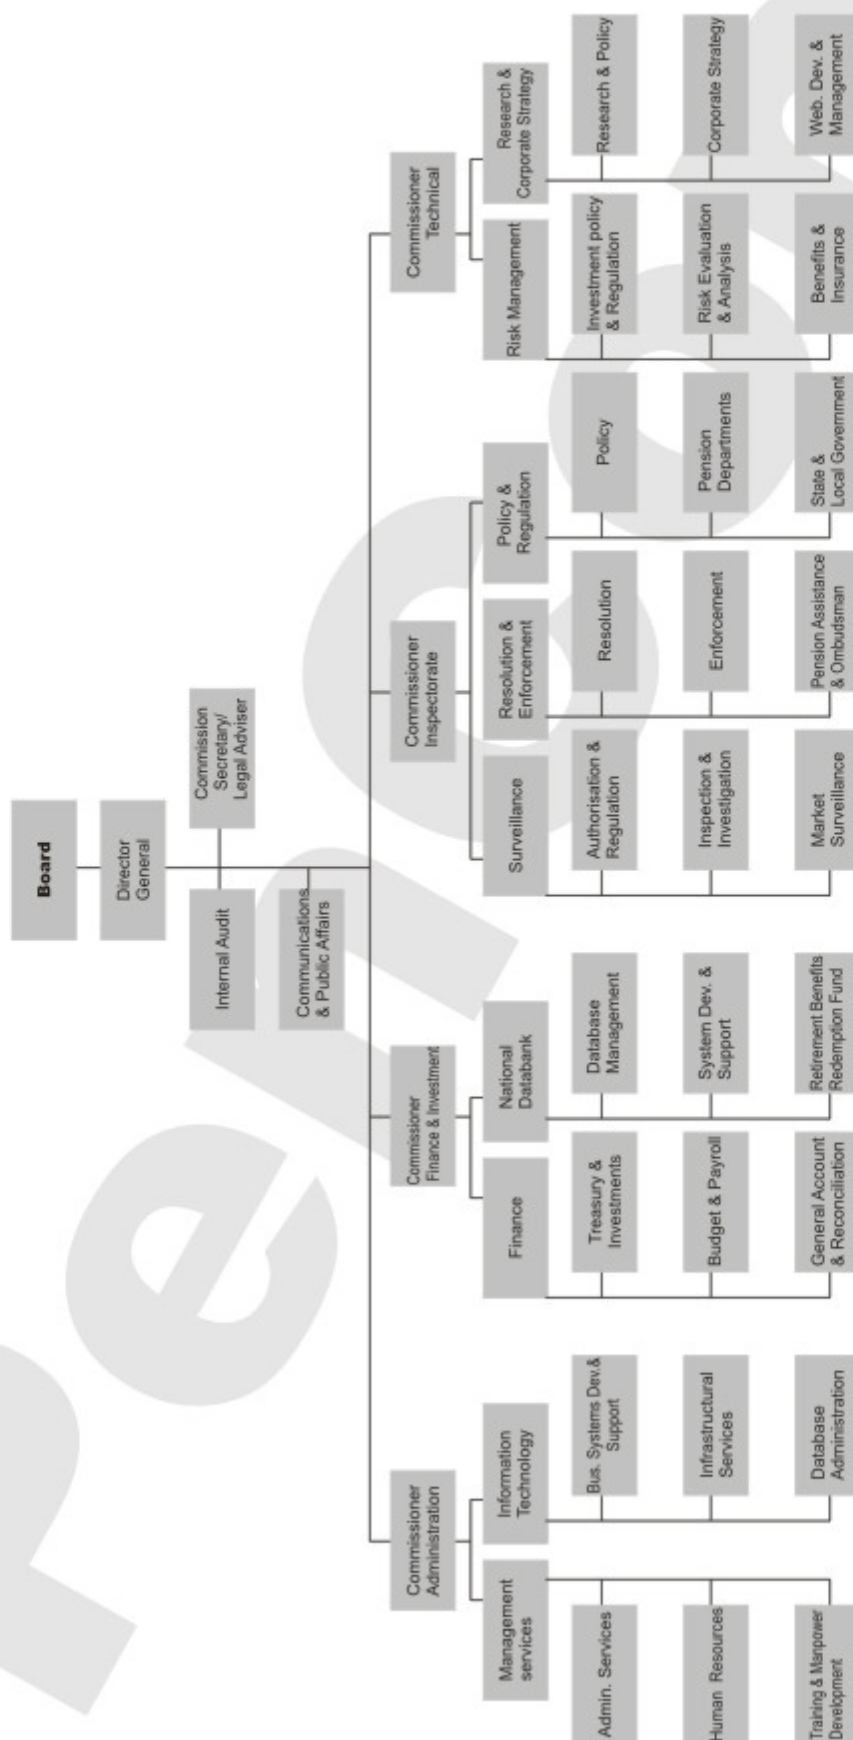 Board
Director
General
Internal Audit
Commission
Secretary/
Legal Adviser
Communications
& Public Affairs
Commissioner
Administration
Commissioner
Finance & Investment
Commissioner
Inspectorate
Commissioner
Technical
Management
services
Information
Technology
Finance
National
Databank
Surveillance
Resolution &
Enforcement
Policy &
Regulation
Risk Management
Research &
Corporate Strategy
Admin. Services
Bus. Systems Dev.&
Support
Treasury &
Investments
Database
Management
Authorisation &
Regulation
Resolution
Policy
Investment policy
& Regulation
Research & Policy
Human Resources
Infrastructural
Services
Budget & Payroll
System Dev. &
Support
Inspection &
Investigation
Enforcement
Pension
Departments
Risk Evaluation
& Analysis
Corporate Strategy
Training & Manpower
Development
Database
Administration
General Account
& Reconciliation
Retirement Benefits
Redemption Fund
Market
Surveillance
Pension Assistance
& Ombudsman
State &
Local Government
Benefits &
Insurance
Web. Dev. &
Management
PenCom